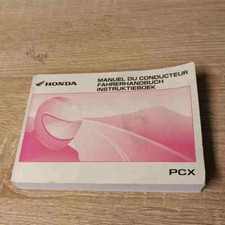 HONDA
MANUEL DU CONDUCTEUR
FAHRERHANDBUCH
INSTRUKTIEBOEK
PCX